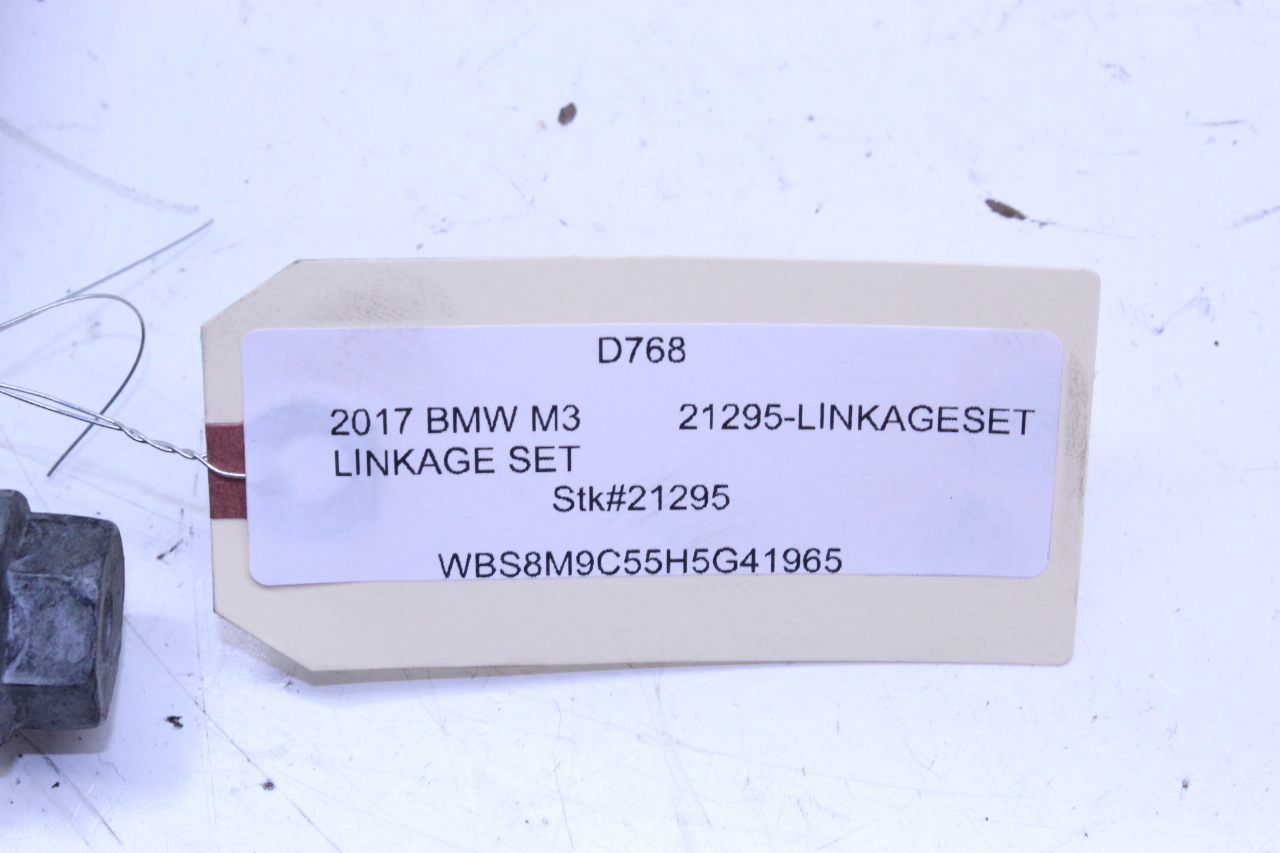 D768
2017 BMW M3 21295-LINKAGESET
LINKAGE SET
Stk#21295
WBS8M9C55H5G41965